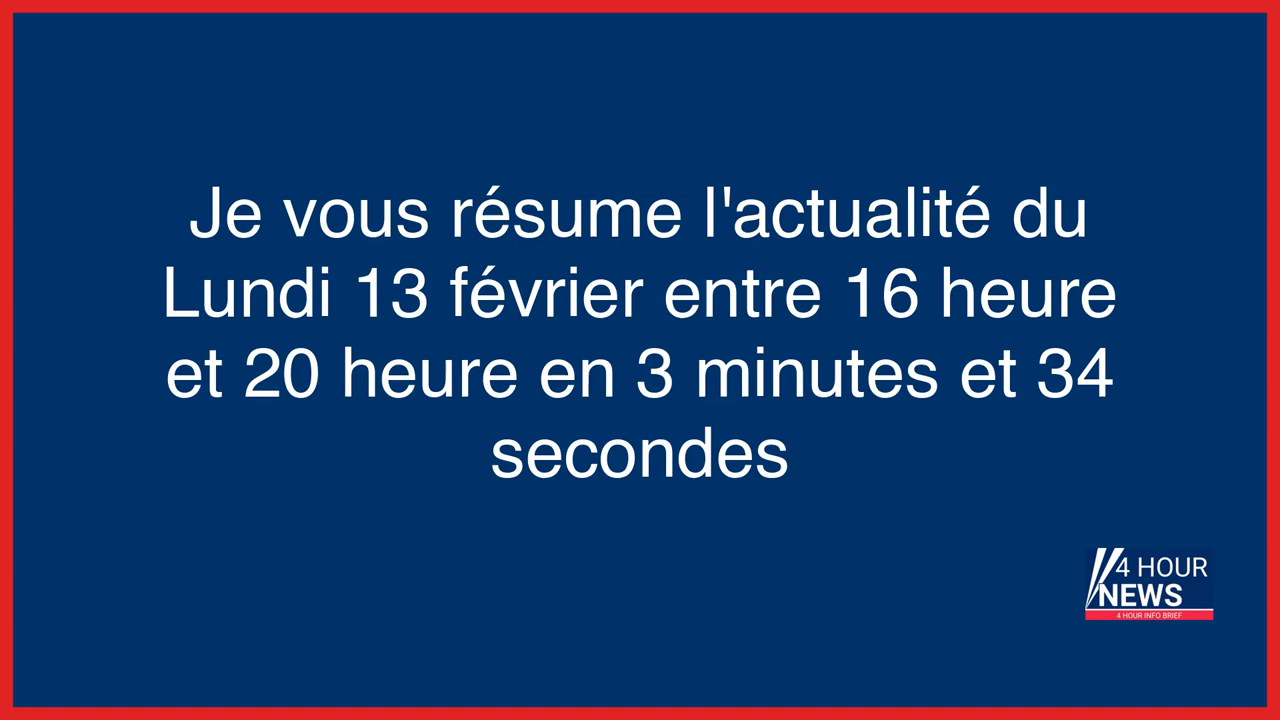 Je vous résume l'actualité du
Lundi 13 février entre 16 heure
et 20 heure en 3 minutes et 34
secondes
4 HOUR
NEWS
4 HOUR INFO BRIEF